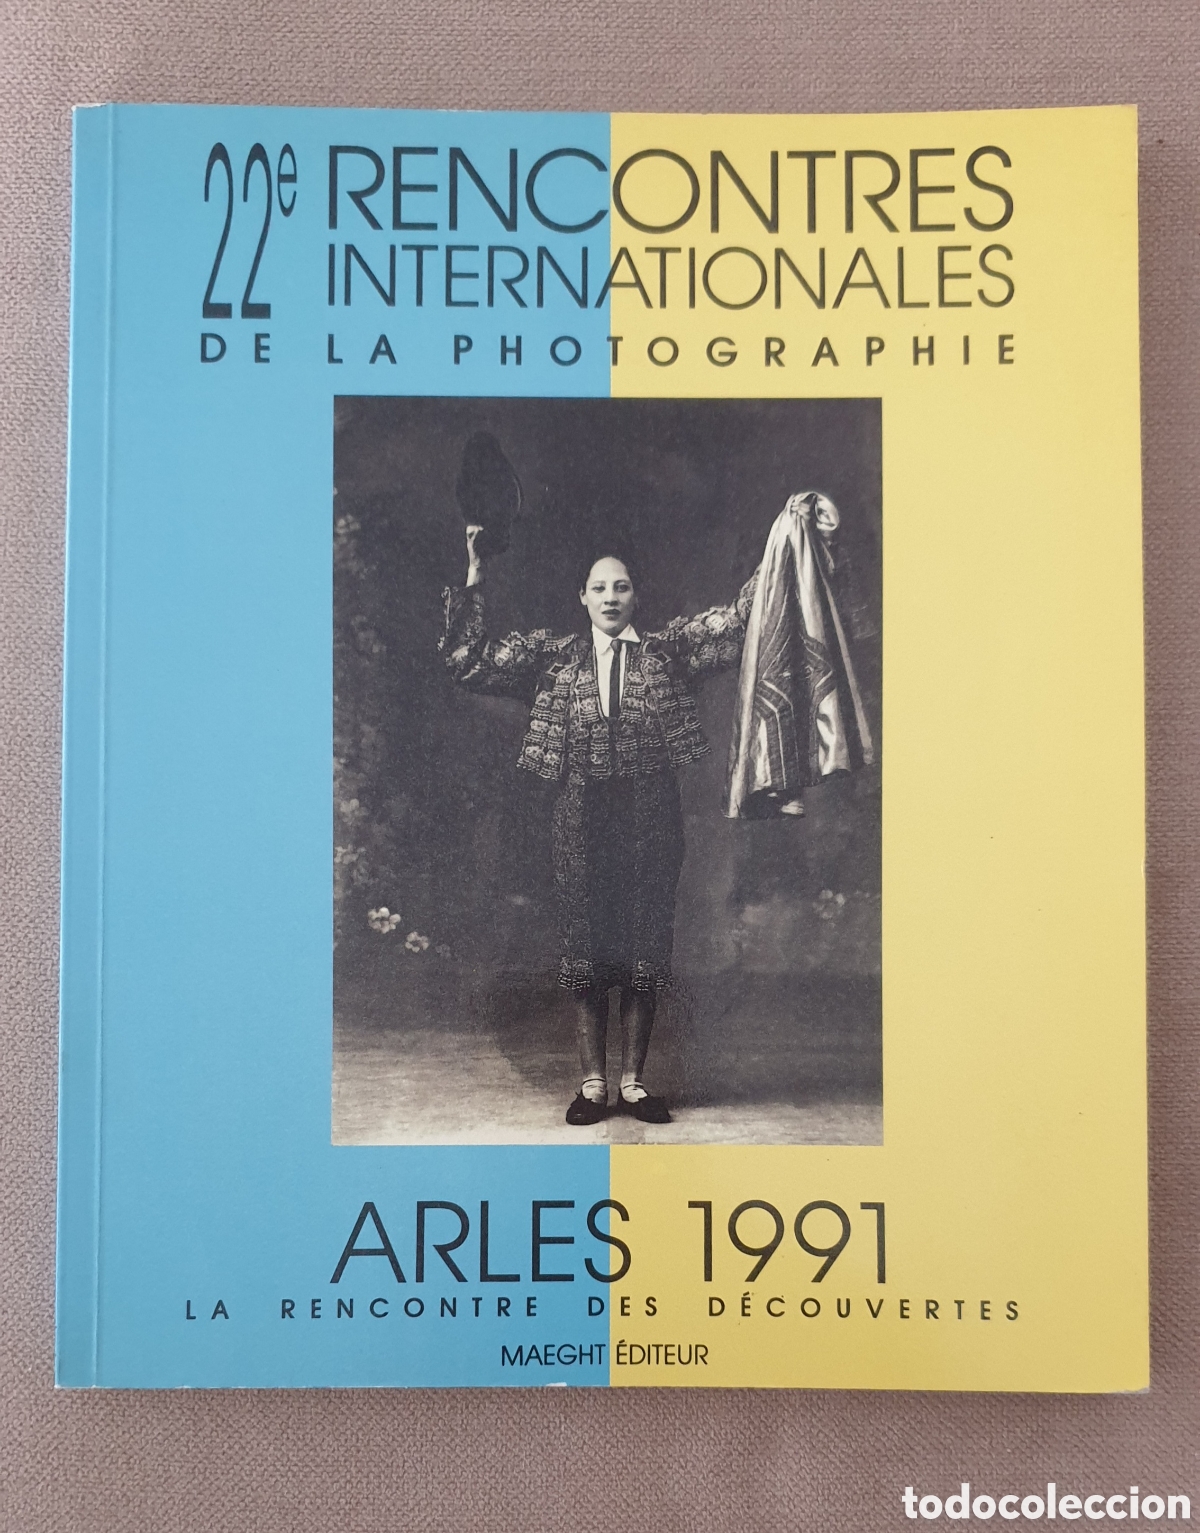 22e RENCONTRES
INTERNATIONALES
DE LA PHOTOGRAPHIE
ARLES 1991
LA RENCONTRE DES DÉCOUVERTES
MAEGHT ÉDITEUR
todocoleccion